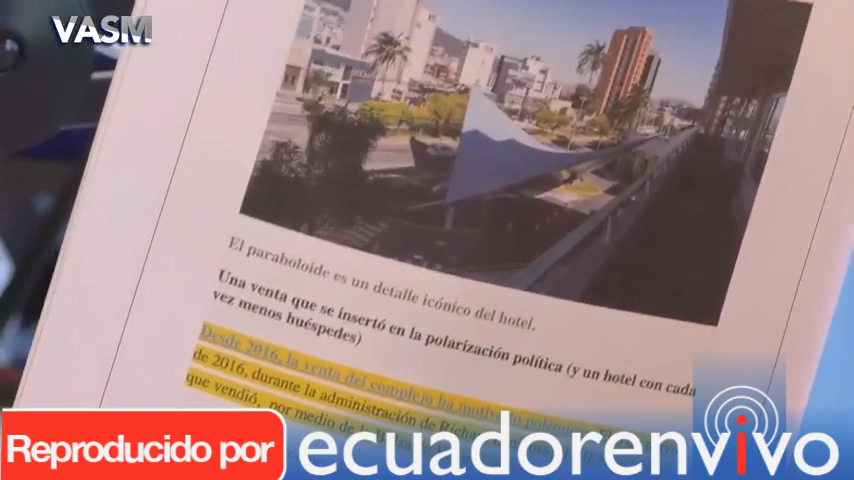 VASM
El paraboloide es un detalle icónico del hotel.
Una venta que se insertó en la polarización política (y un hotel con cada
vez menos huéspedes)
Desde 2016, la venta del complejo ha
de 2016, durante la administración de
que vendió, por medio de la
Reproducido por ecuadorenvivo